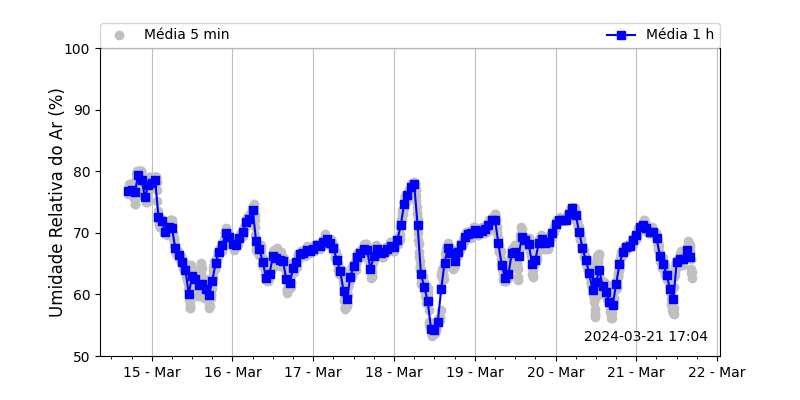 Média 5 min Média 1 h
Umidade Relativa do Ar (%)
100
90
80
70
60
50
2024-03-21 17:04
15 - Mar 16 - Mar 17 - Mar 18 - Mar 19 - Mar 20 - Mar 21 - Mar 22 - Mar